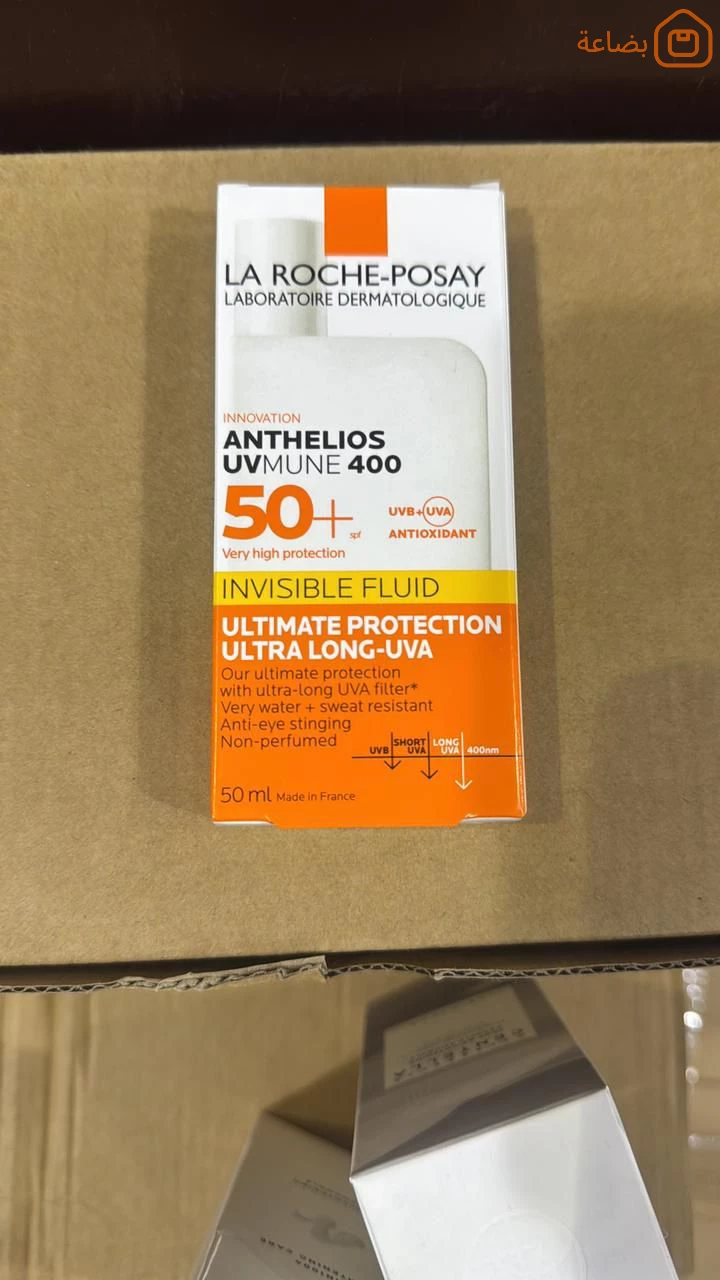 بضاعة
LA ROCHE-POSAY
LABORATOIRE DERMATOLOGIQUE
INNOVATION
ANTHELIOS
UVMUNE 400
50+ spf
UVB+UVA
ANTIOXIDANT
Very high protection
INVISIBLE FLUID
ULTIMATE PROTECTION
ULTRA LONG-UVA
Our ultimate protection
with ultra-long UVA filter*
Very water + sweat resistant
Anti-eye stinging
Non-perfumed
UVB SHORT UVA LONG UVA 400nm
50 ml Made in France